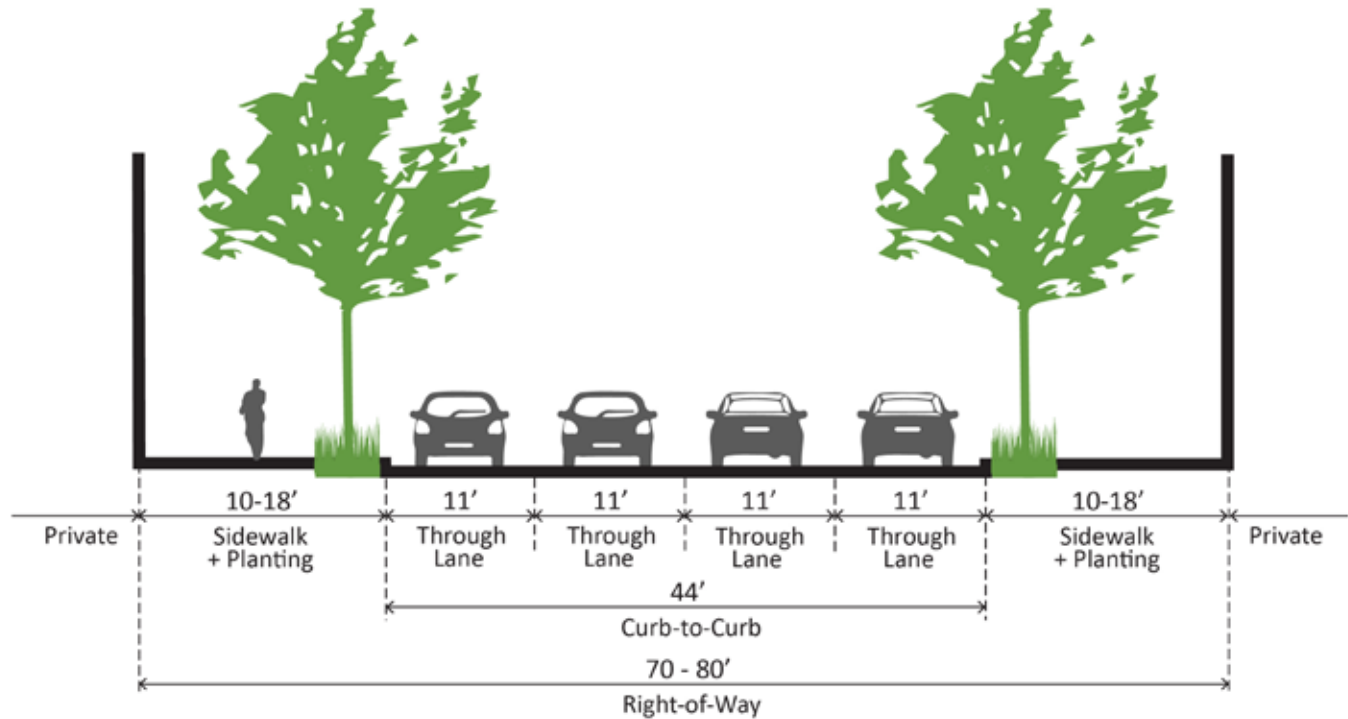 10-18′ 11′ 11′ 11′ 11′ 10-18′
Private Sidewalk Through Through Through Through Sidewalk Private
+ Planting Lane Lane Lane Lane + Planting
44′
Curb-to-Curb
70 - 80′
Right-of-Way